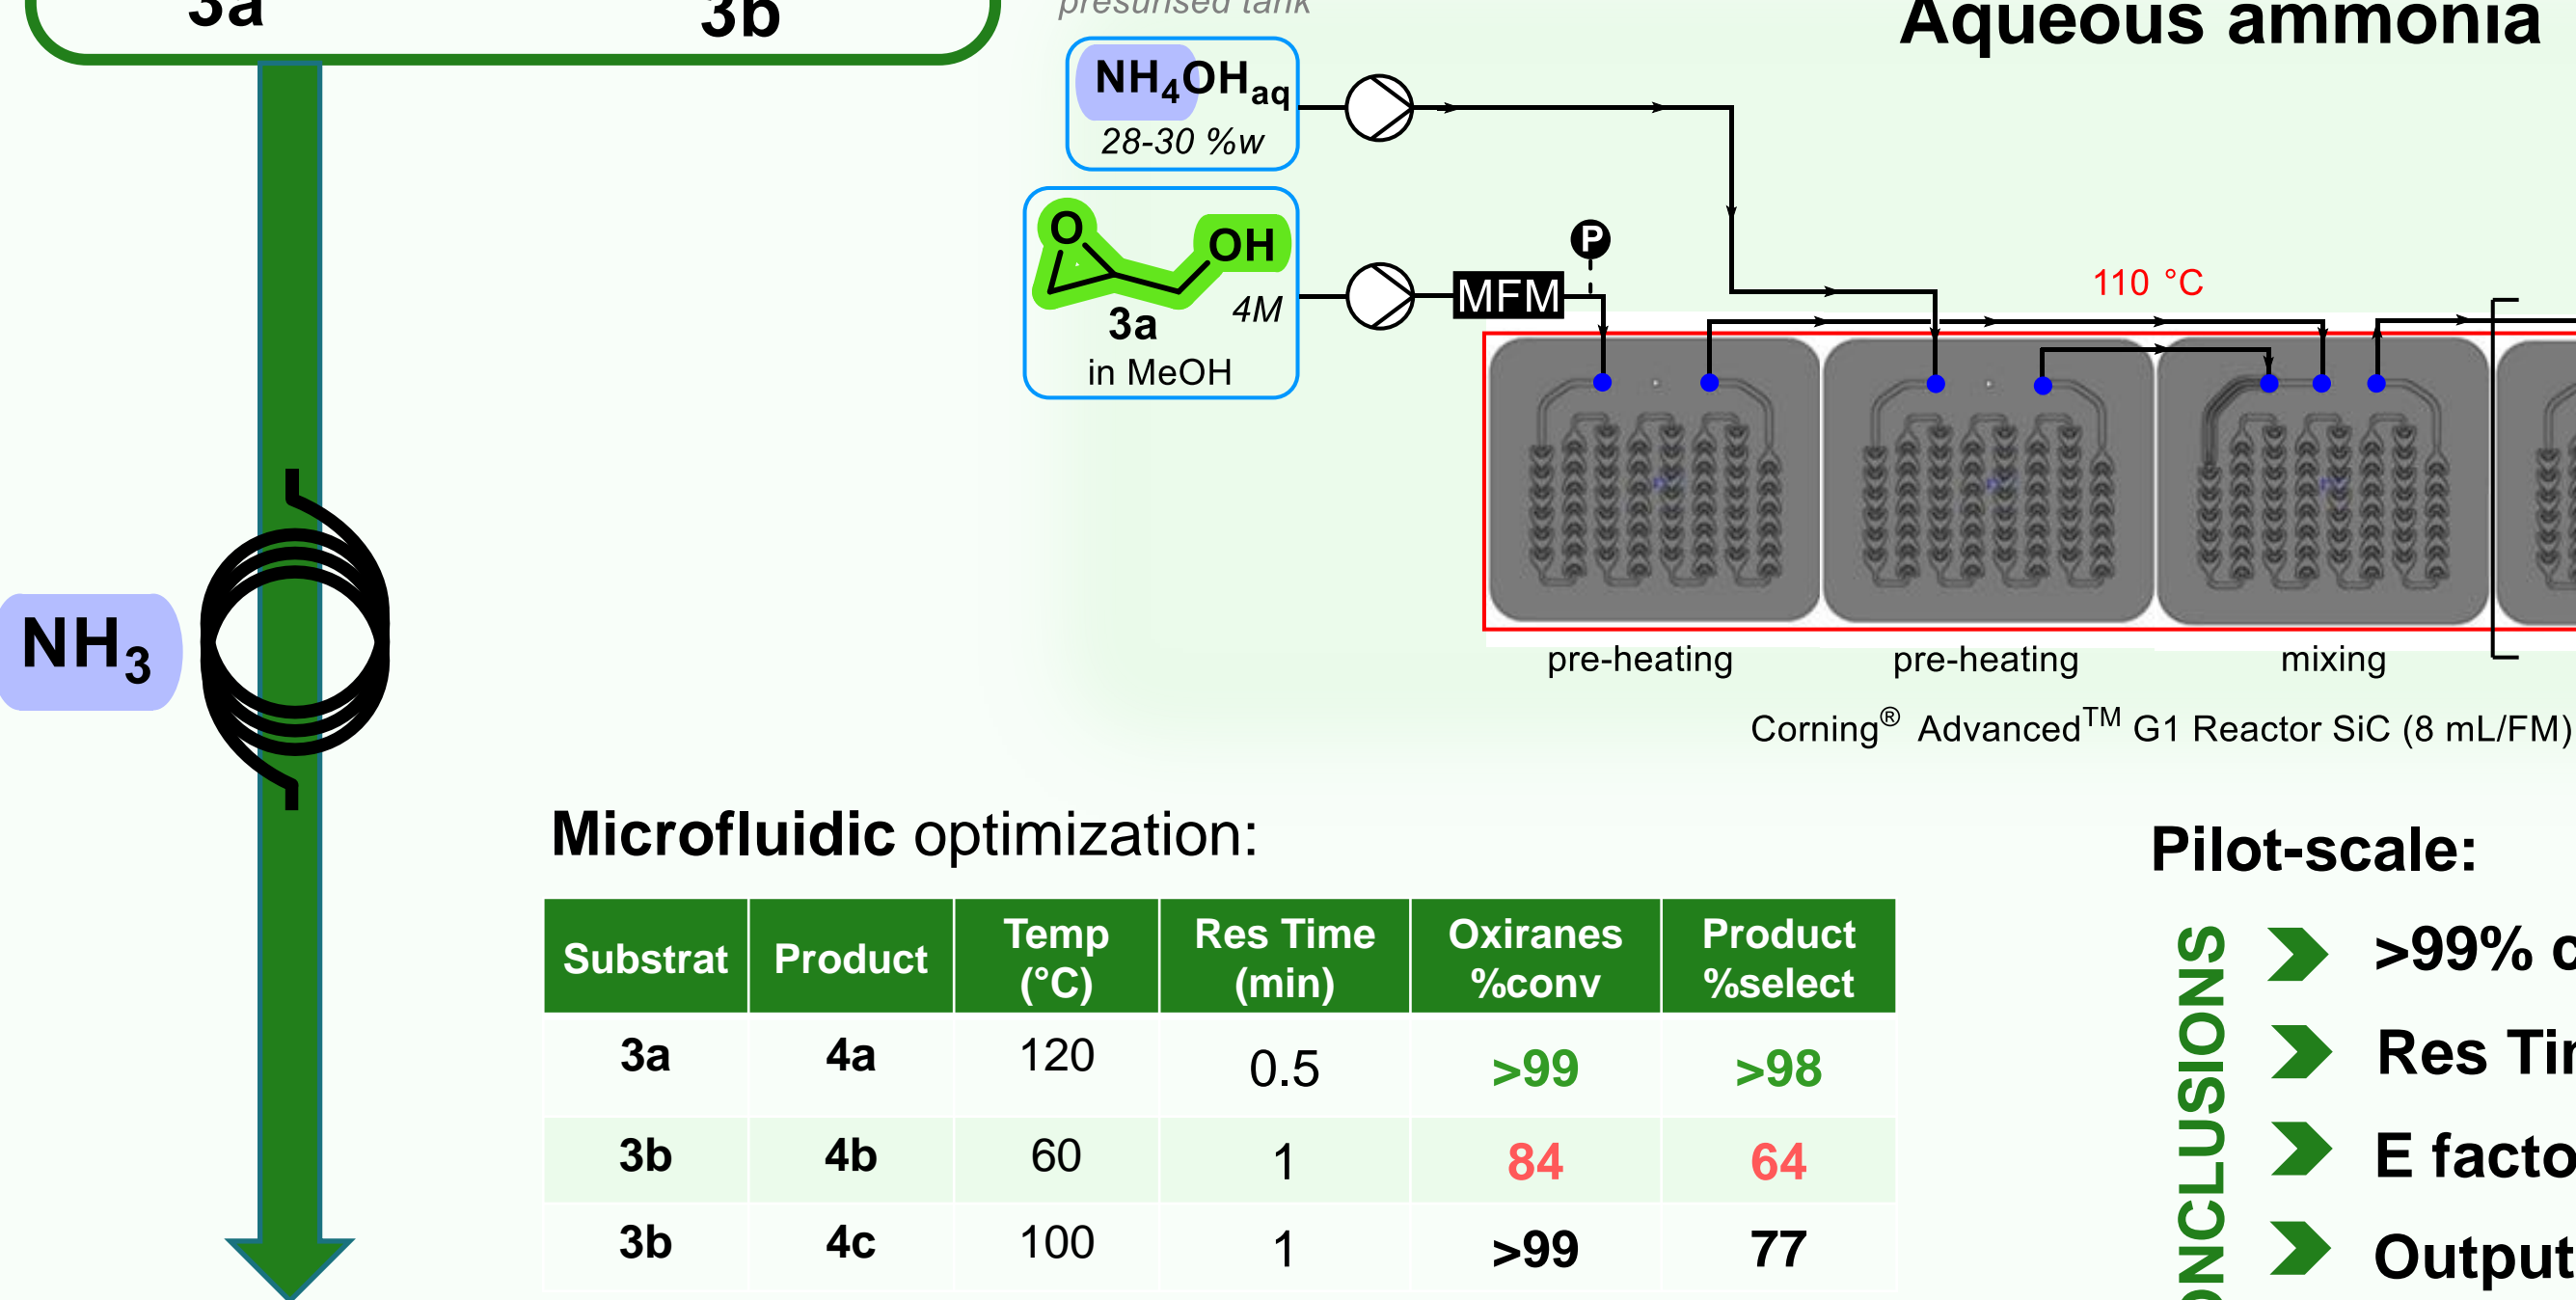 3a
3b
presurised tank
Aqueous ammonia
NH4OHaq
28-30 %w
O
OH
3a
4M
in MeOH
MFM
P
110 °C
pre-heating
pre-heating
mixing
Corning® Advanced™ G1 Reactor SiC (8 mL/FM)
NH3
Microfluidic optimization:
Substrat Product Temp (°C) Res Time (min) Oxiranes %conv Product %select
3a 4a 120 0.5 >99 >98
3b 4b 60 1 84 64
3b 4c 100 1 >99 77
Pilot-scale:
>99%
Res
E
Output